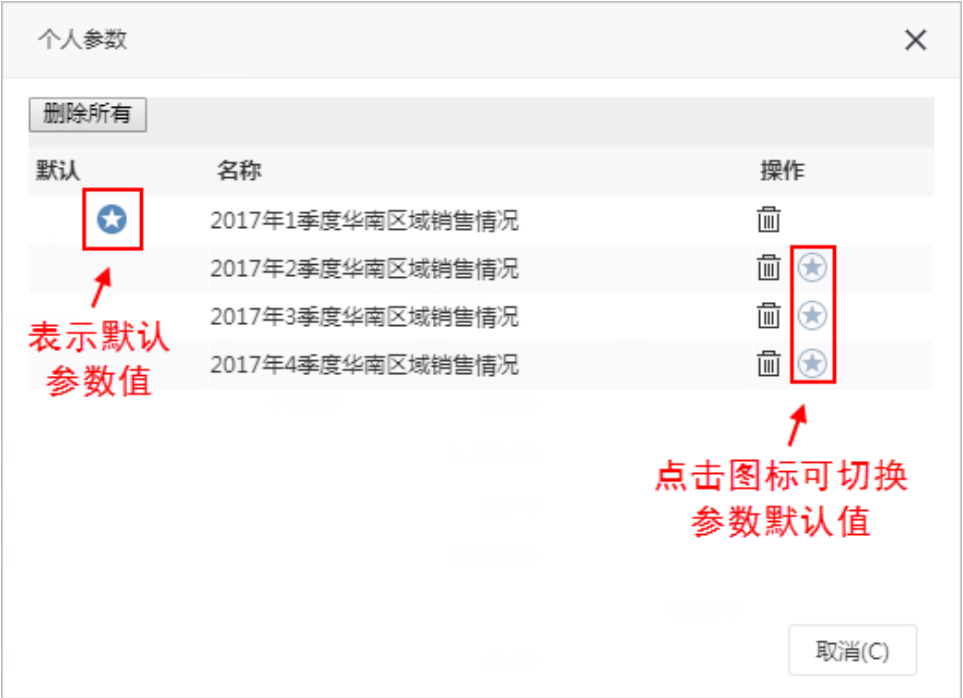 个人参数
删除所有
默认 名称 操作
2017年1季度华南区域销售情况
2017年2季度华南区域销售情况
2017年3季度华南区域销售情况
2017年4季度华南区域销售情况
表示默认
参数值
点击图标可切换
参数默认值
取消(C)